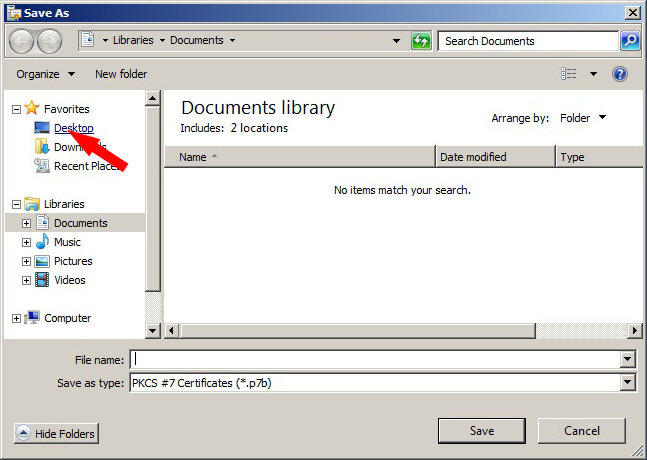 Save As
Libraries Documents
Search Documents
Organize New folder
Favorites
Desktop
Recent
Libraries
Documents
Music
Pictures
Videos
Computer
Documents library
Includes: 2 locations
Arrange by: Folder
Name Date modified Type
No items match your search.
File name:
Save as type: PKCS #7 Certificates (*.p7b)
Hide Folders
Save Cancel